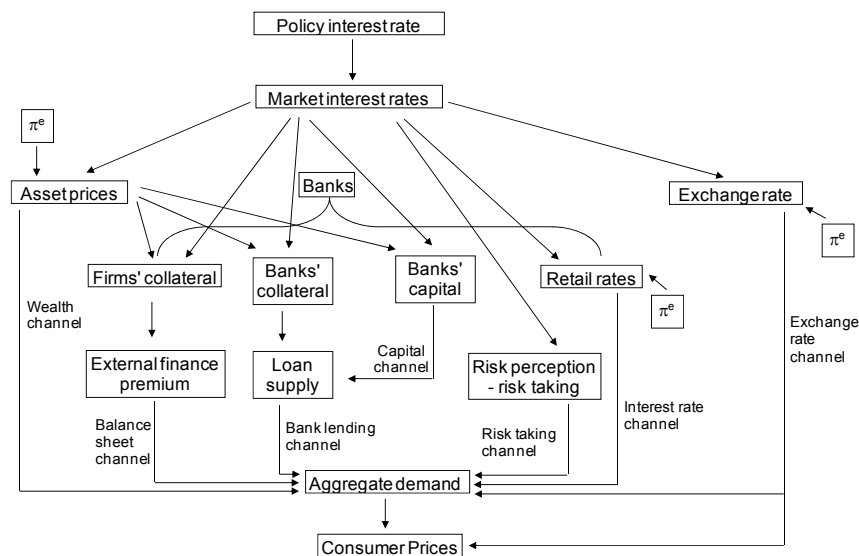 Policy interest rate
Market interest rates
πe
Asset prices
Banks
Exchange rate
πe
Firms' collateral
Banks'
collateral
Banks'
capital
Retail rates
πe
Wealth
channel
Exchange
rate
channel
External finance
premium
Loan
supply
Capital
channel
Risk perception
- risk taking
Balance
sheet
channel
Bank lending
channel
Risk taking
channel
Interest rate
channel
Aggregate demand
Consumer Prices